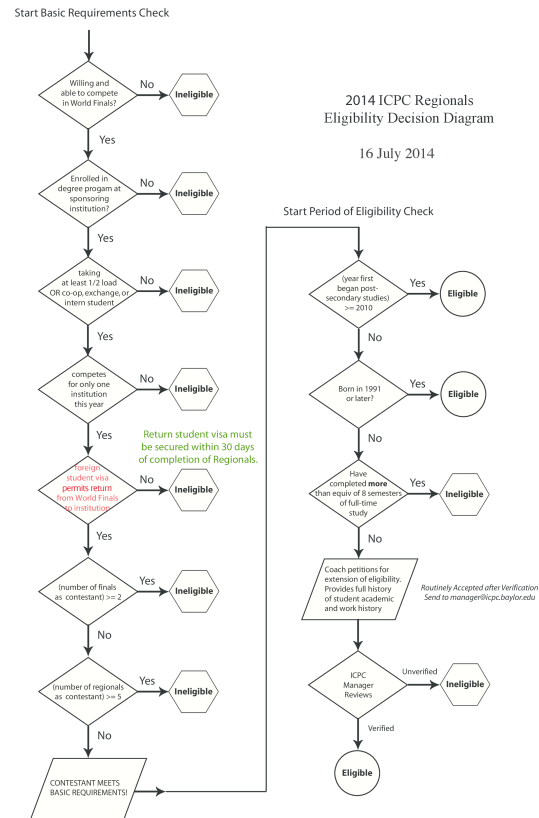 Start Basic Requirements Check
Willing and
able to compete
in World Finals?
No
Ineligible
Yes
Enrolled in
degree progam at
sponsoring
institution?
No
Ineligible
Yes
taking
at least 1/2 load
OR co-op, exchange, or
intern student
No
Ineligible
Yes
competes
for only one
institution
this year
No
Ineligible
Yes
Return student visa must
be secured within 30 days
of completion of Regionals.
foreign
student visa
permits return
from World Finals
to institution
No
Ineligible
Yes
(number of finals
as contestant) >= 2
Yes
Ineligible
No
(number of regionals
as contestant) >= 5
Yes
Ineligible
No
CONTESTANT MEETS
BASIC REQUIREMENTS!
2014 ICPC Regionals
Eligibility Decision Diagram
16 July 2014
Start Period of Eligibility Check
(year first
began post-
secondary studies)
>= 2010
Yes
Eligible
No
Born in 1991
or later?
Yes
Eligible
No
Have
completed more
than equiv of 8 semesters
of full-time
study
Yes
Ineligible
No
Coach petitions for
extension of eligibility.
Provides full history
of student academic
and work history
Routinely Accepted after Verification
Send to manager@icpc.baylor.edu
ICPC
Manager
Reviews
Unverified
Ineligible
Verified
Eligible